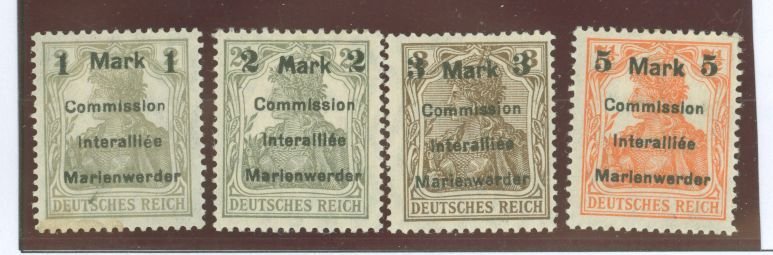 1 Mark 1
Commission
Interalliée
Marienwerder
DEUTSCHES REICH
2 Mark 2
Commission
Interalliée
Marienwerder
DEUTSCHES REICH
3 Mark 3
Commission
Interalliée
Marienwerder
DEUTSCHES REICH
5 Mark 5
Commission
Interalliée
Marienwerder
DEUTSCHES REICH